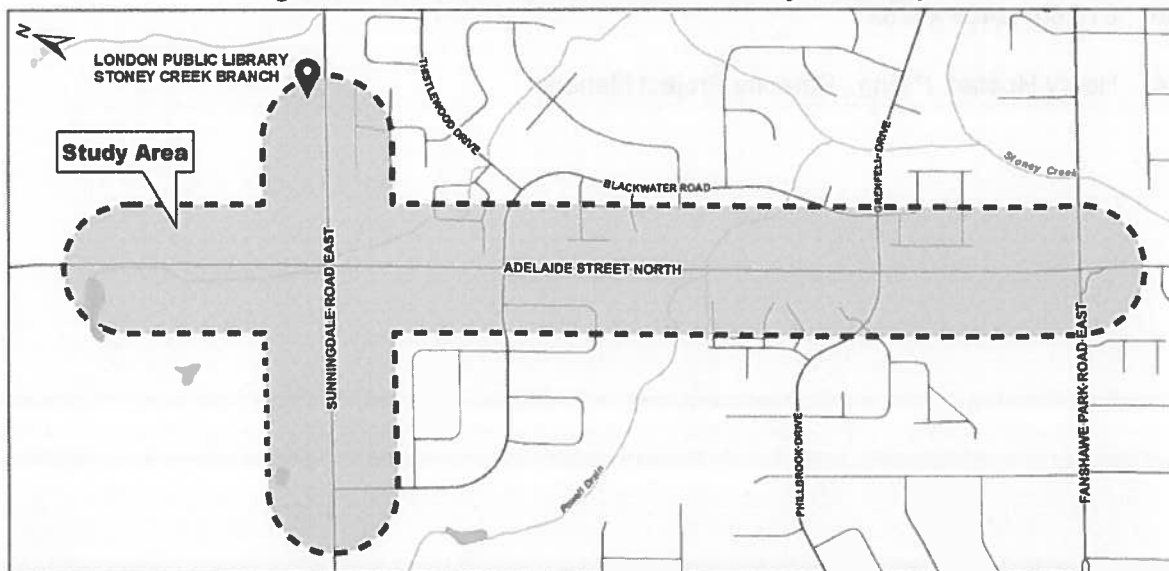 N
LONDON PUBLIC LIBRARY
STONEY CREEK BRANCH
Study Area
THISTLEWOOD DRIVE
BLACKWATER ROAD
GRENFELL DRIVE
Stoney Creek
SUNNINGDALE ROAD EAST
ADELAIDE STREET NORTH
FANSHAWE PARK ROAD EAST
PHILLBROOK DRIVE
Powell Drain